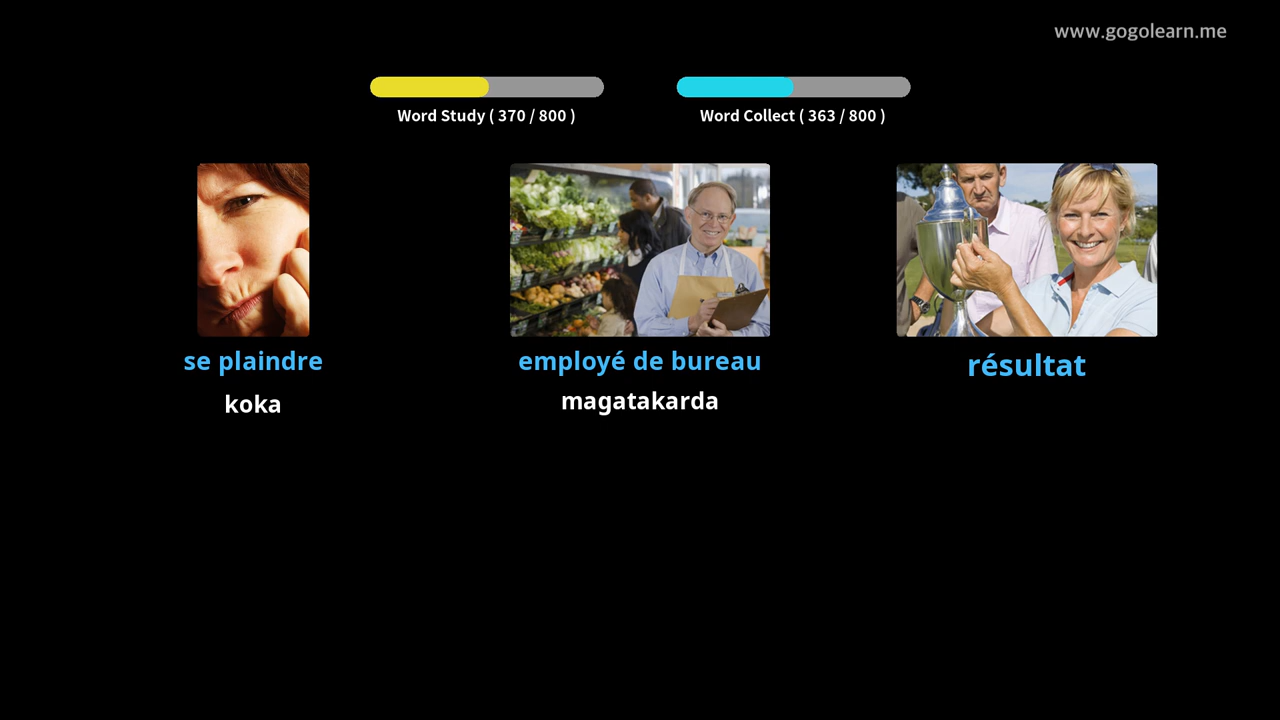 www.gogolearn.me
Word Study ( 370 / 800 )
Word Collect ( 363 / 800 )
se plaindre
employé de bureau
résultat
koka
magatakarda